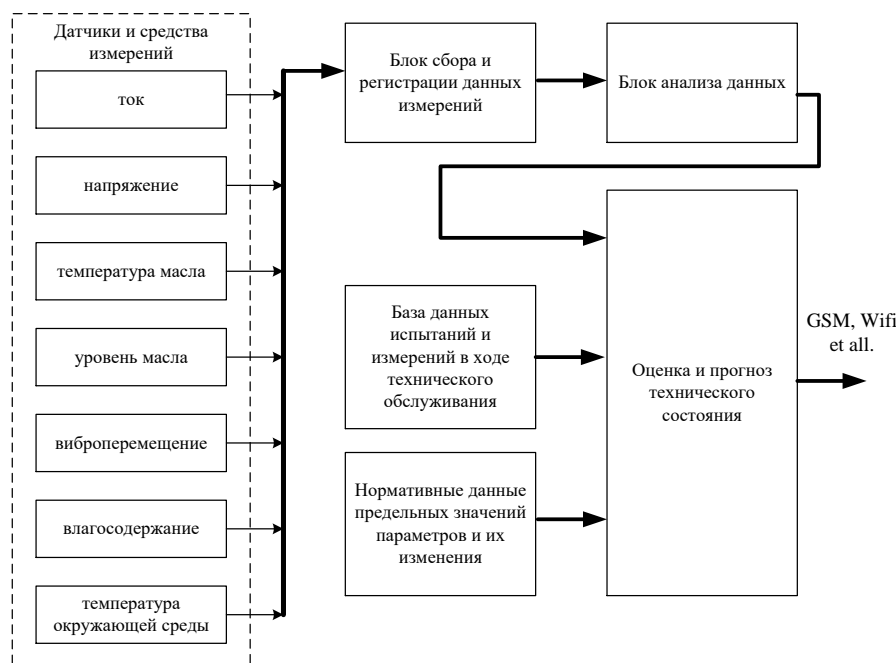 Датчики и средства
измерений
ток
напряжение
температура масла
уровень масла
виброперемещение
влагосодержание
температура
окружающей среды
Блок сбора и
регистрации данных
измерений
Блок анализа данных
База данных
испытаний и
измерений в ходе
технического
обслуживания
Нормативные данные
предельных значений
параметров и их
изменения
Оценка и прогноз
технического
состояния
GSM, Wifi
et all.